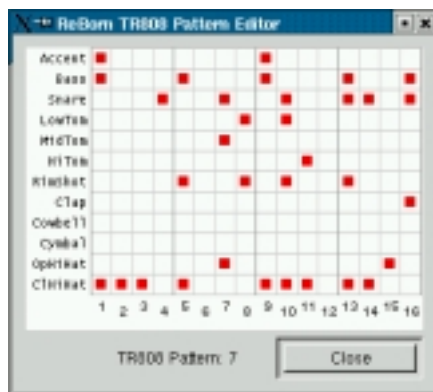 ReBorn TR808 Pattern Editor
Accent
Bass
Snare
LowTom
MidTom
HiTom
RimShot
Clap
Cowbell
Cymbal
OpHiHat
ClHiHat
1 2 3 4 5 6 7 8 9 10 11 12 13 14 15 16
TR808 Pattern: 7
Close